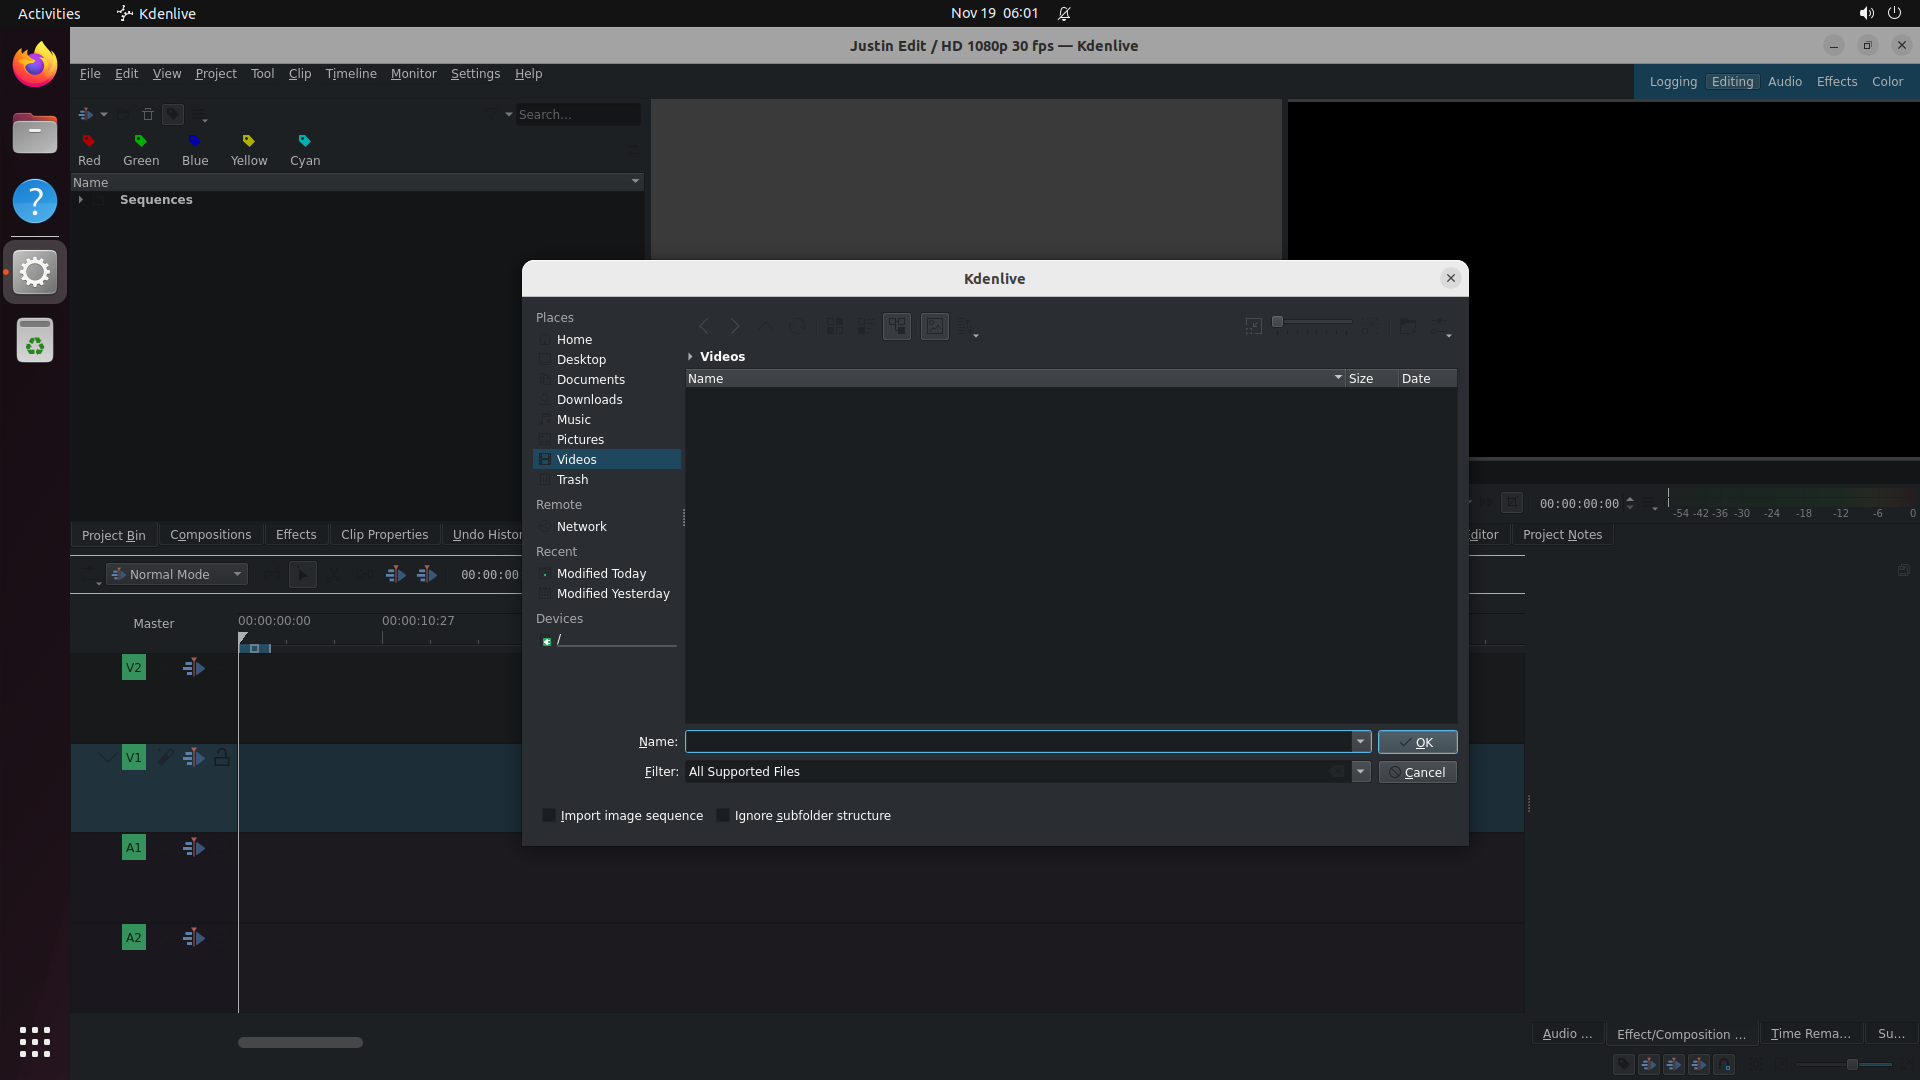 Activities
Kdenlive
Nov 19 06:01
Justin Edit / HD 1080p 30 fps — Kdenlive
File Edit View Project Tool Clip Timeline Monitor Settings Help
Logging Editing Audio Effects Color
Search...
Red Green Blue Yellow Cyan
Name
Sequences
Kdenlive
Places
Home
Desktop
Documents
Downloads
Music
Pictures
Videos
Trash
Remote
Network
Recent
Modified Today
Modified Yesterday
Devices
/
Videos
Name Size Date
Name:
OK
Filter: All Supported Files
Cancel
Import image sequence
Ignore subfolder structure
00:00:00:00
-54 -42 -36 -30 -24 -18 -12 -6 0
Project Bin Compositions Effects Clip Properties Undo Histor
ditor Project Notes
Normal Mode
00:00:00
Master
00:00:00:00 00:00:10:27
V2
V1
A1
A2
Audio ... Effect/Composition ... Time Rema... Su...